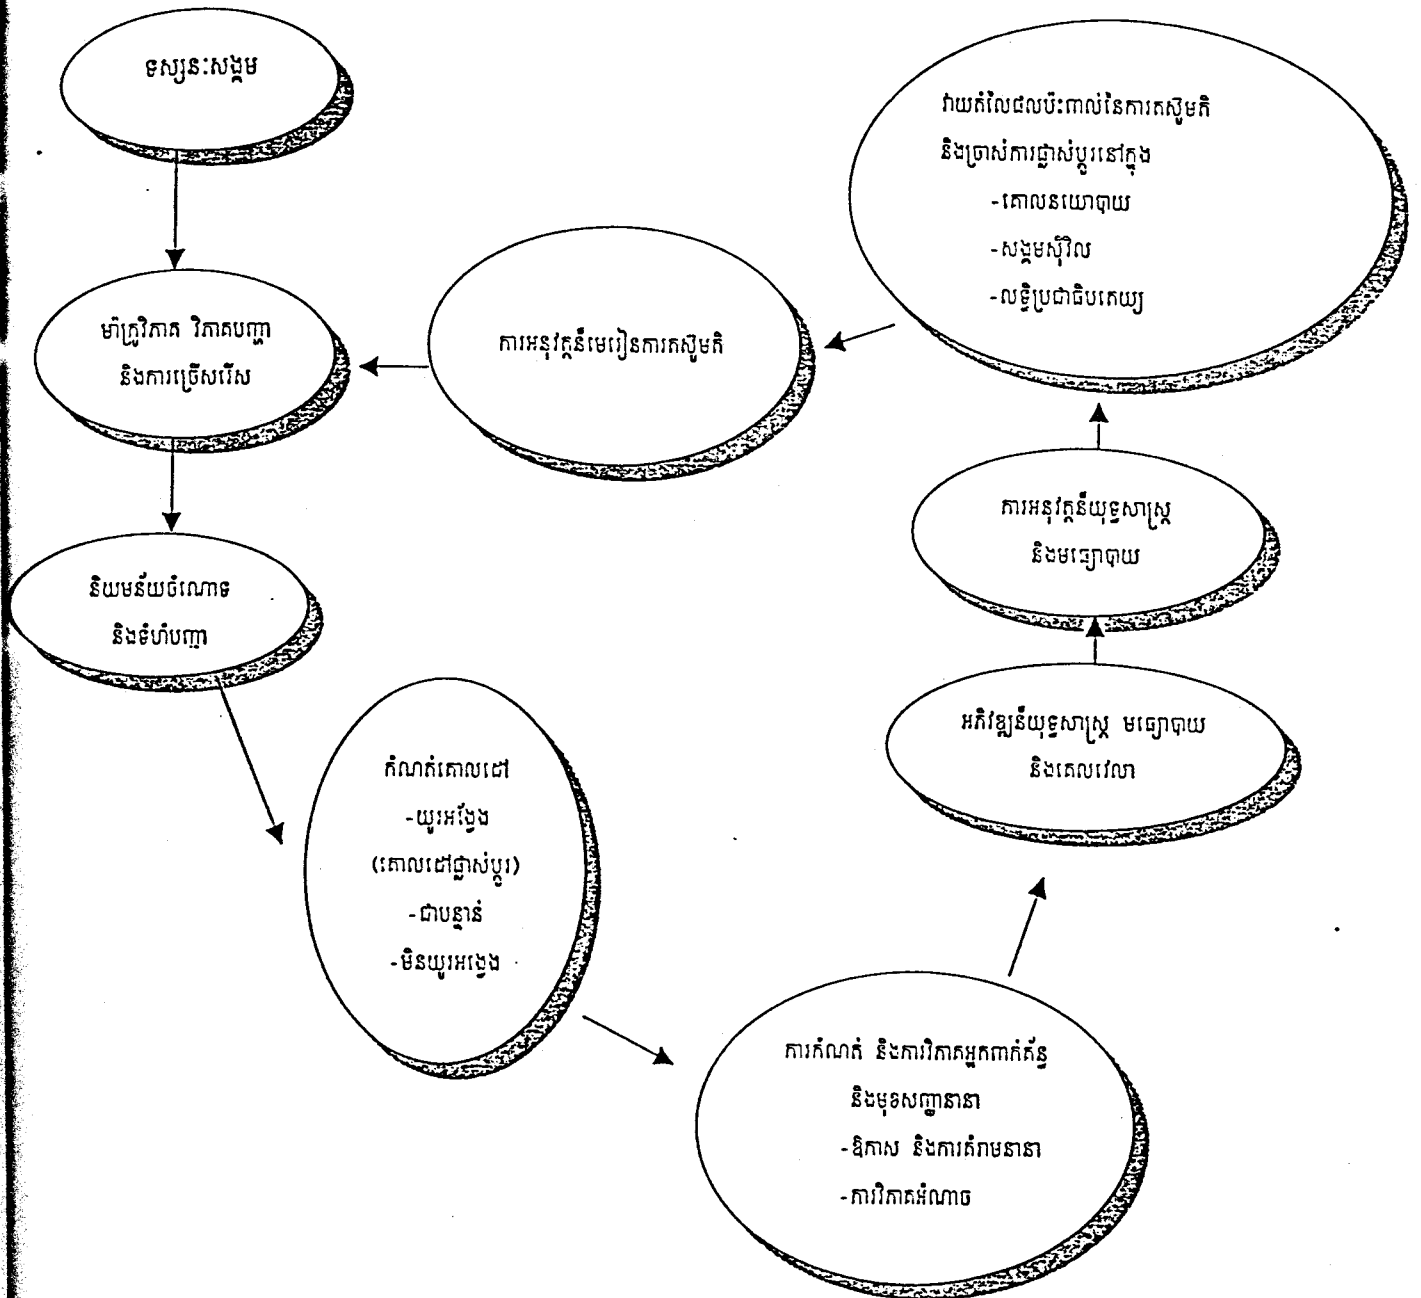 ទស្សនៈសង្គម
ម៉ាក្រូវិភាគ វិភាគបញ្ហា
និងការច្រើសរើស
និយមន័យចំណោទ
និងទំហំបញ្ហា
កំណត់គោលដៅ
-យូរអង្វែង
(គោលដៅផ្លាស់ប្តូរ)
-ជាបន្ទាន់
-មិនយូរអង្វេង
ការកំណត់ និងការវិភាគអ្នកពាក់ព័ន្ធ
និងមុខសញ្ញានានា
-ឱកាស និងការគំរាមនានា
-ការវិភាគអំណាច
អភិវឌ្ឍន៍យុទ្ធសាស្ត្រ មធ្យោបាយ
និងពេលវេលា
ការអនុវត្តន៍យុទ្ធសាស្ត្រ
និងមធ្យោបាយ
វាយតំលៃផលប៉ះពាល់នៃការតស៊ូមតិ
និងច្រាសំការផ្លាស់ប្តូរនៅក្នុង
-គោលនយោបាយ
-សង្គមស៊ីវិល
-លទ្ធិប្រជាធិបតេយ្យ
ការអនុវត្តន៍មេរៀនការតស៊ូមតិ